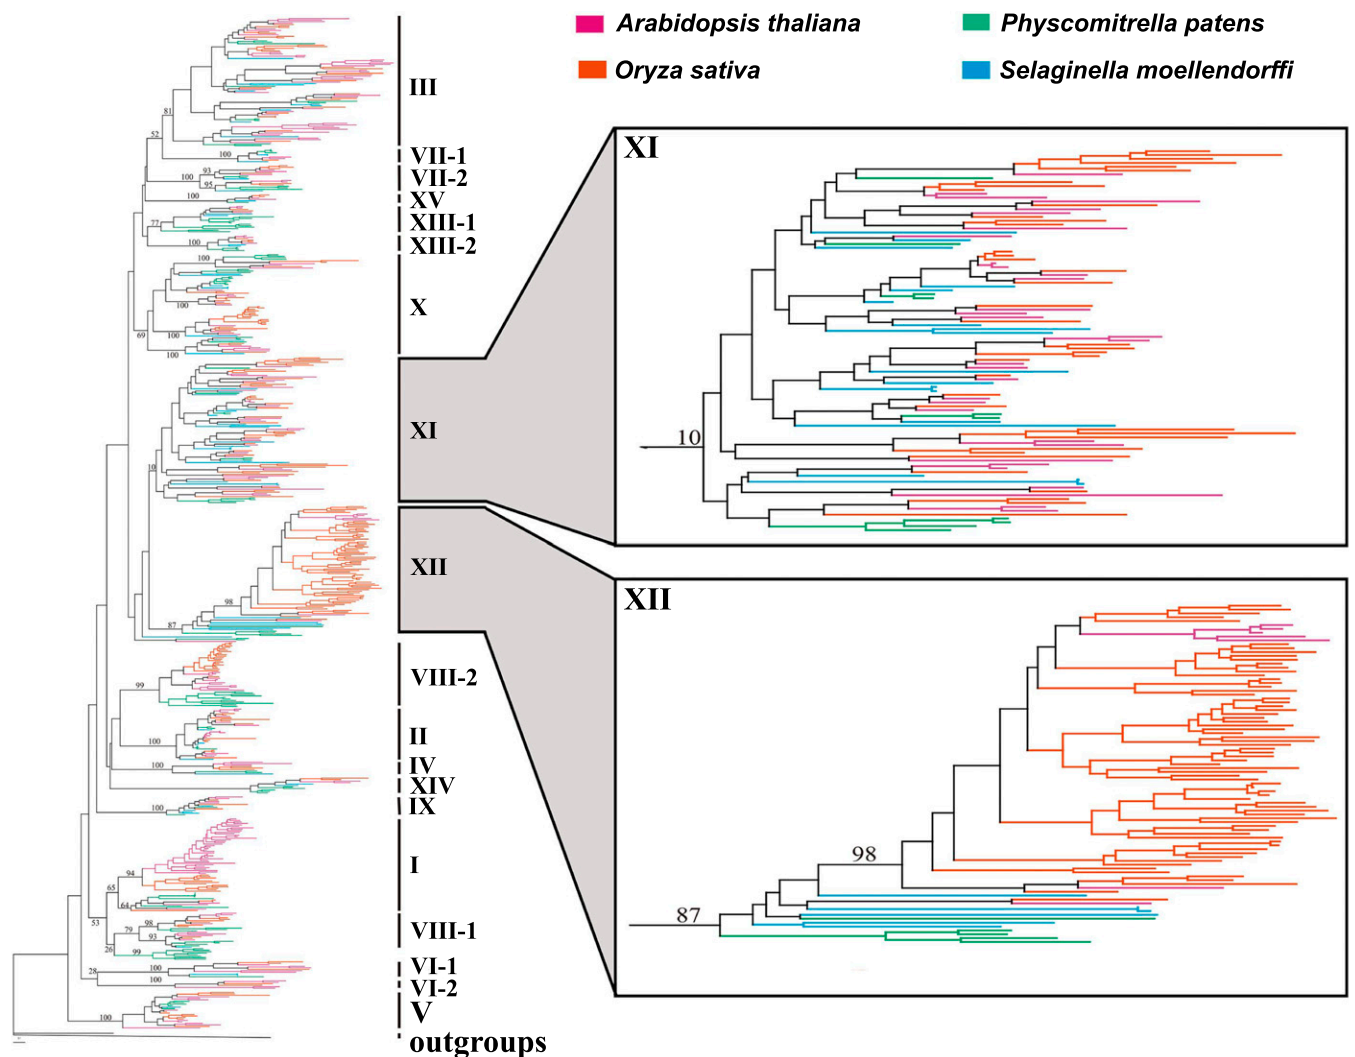 Arabidopsis thaliana
Physcomitrella patens
Oryza sativa
Selaginella moellendorffi
III
81
52
VII-1
100
VII-2
93
100
95
XV
100
XIII-1
77
XIII-2
100
X
100
100
69
100
100
XI
10
XII
98
87
VIII-2
99
II
100
IV
100
XIV
IX
100
I
94
65
64
53
VIII-1
98
79
93
26
99
VI-1
100
28
VI-2
100
V
100
outgroups
XI
10
XII
98
87